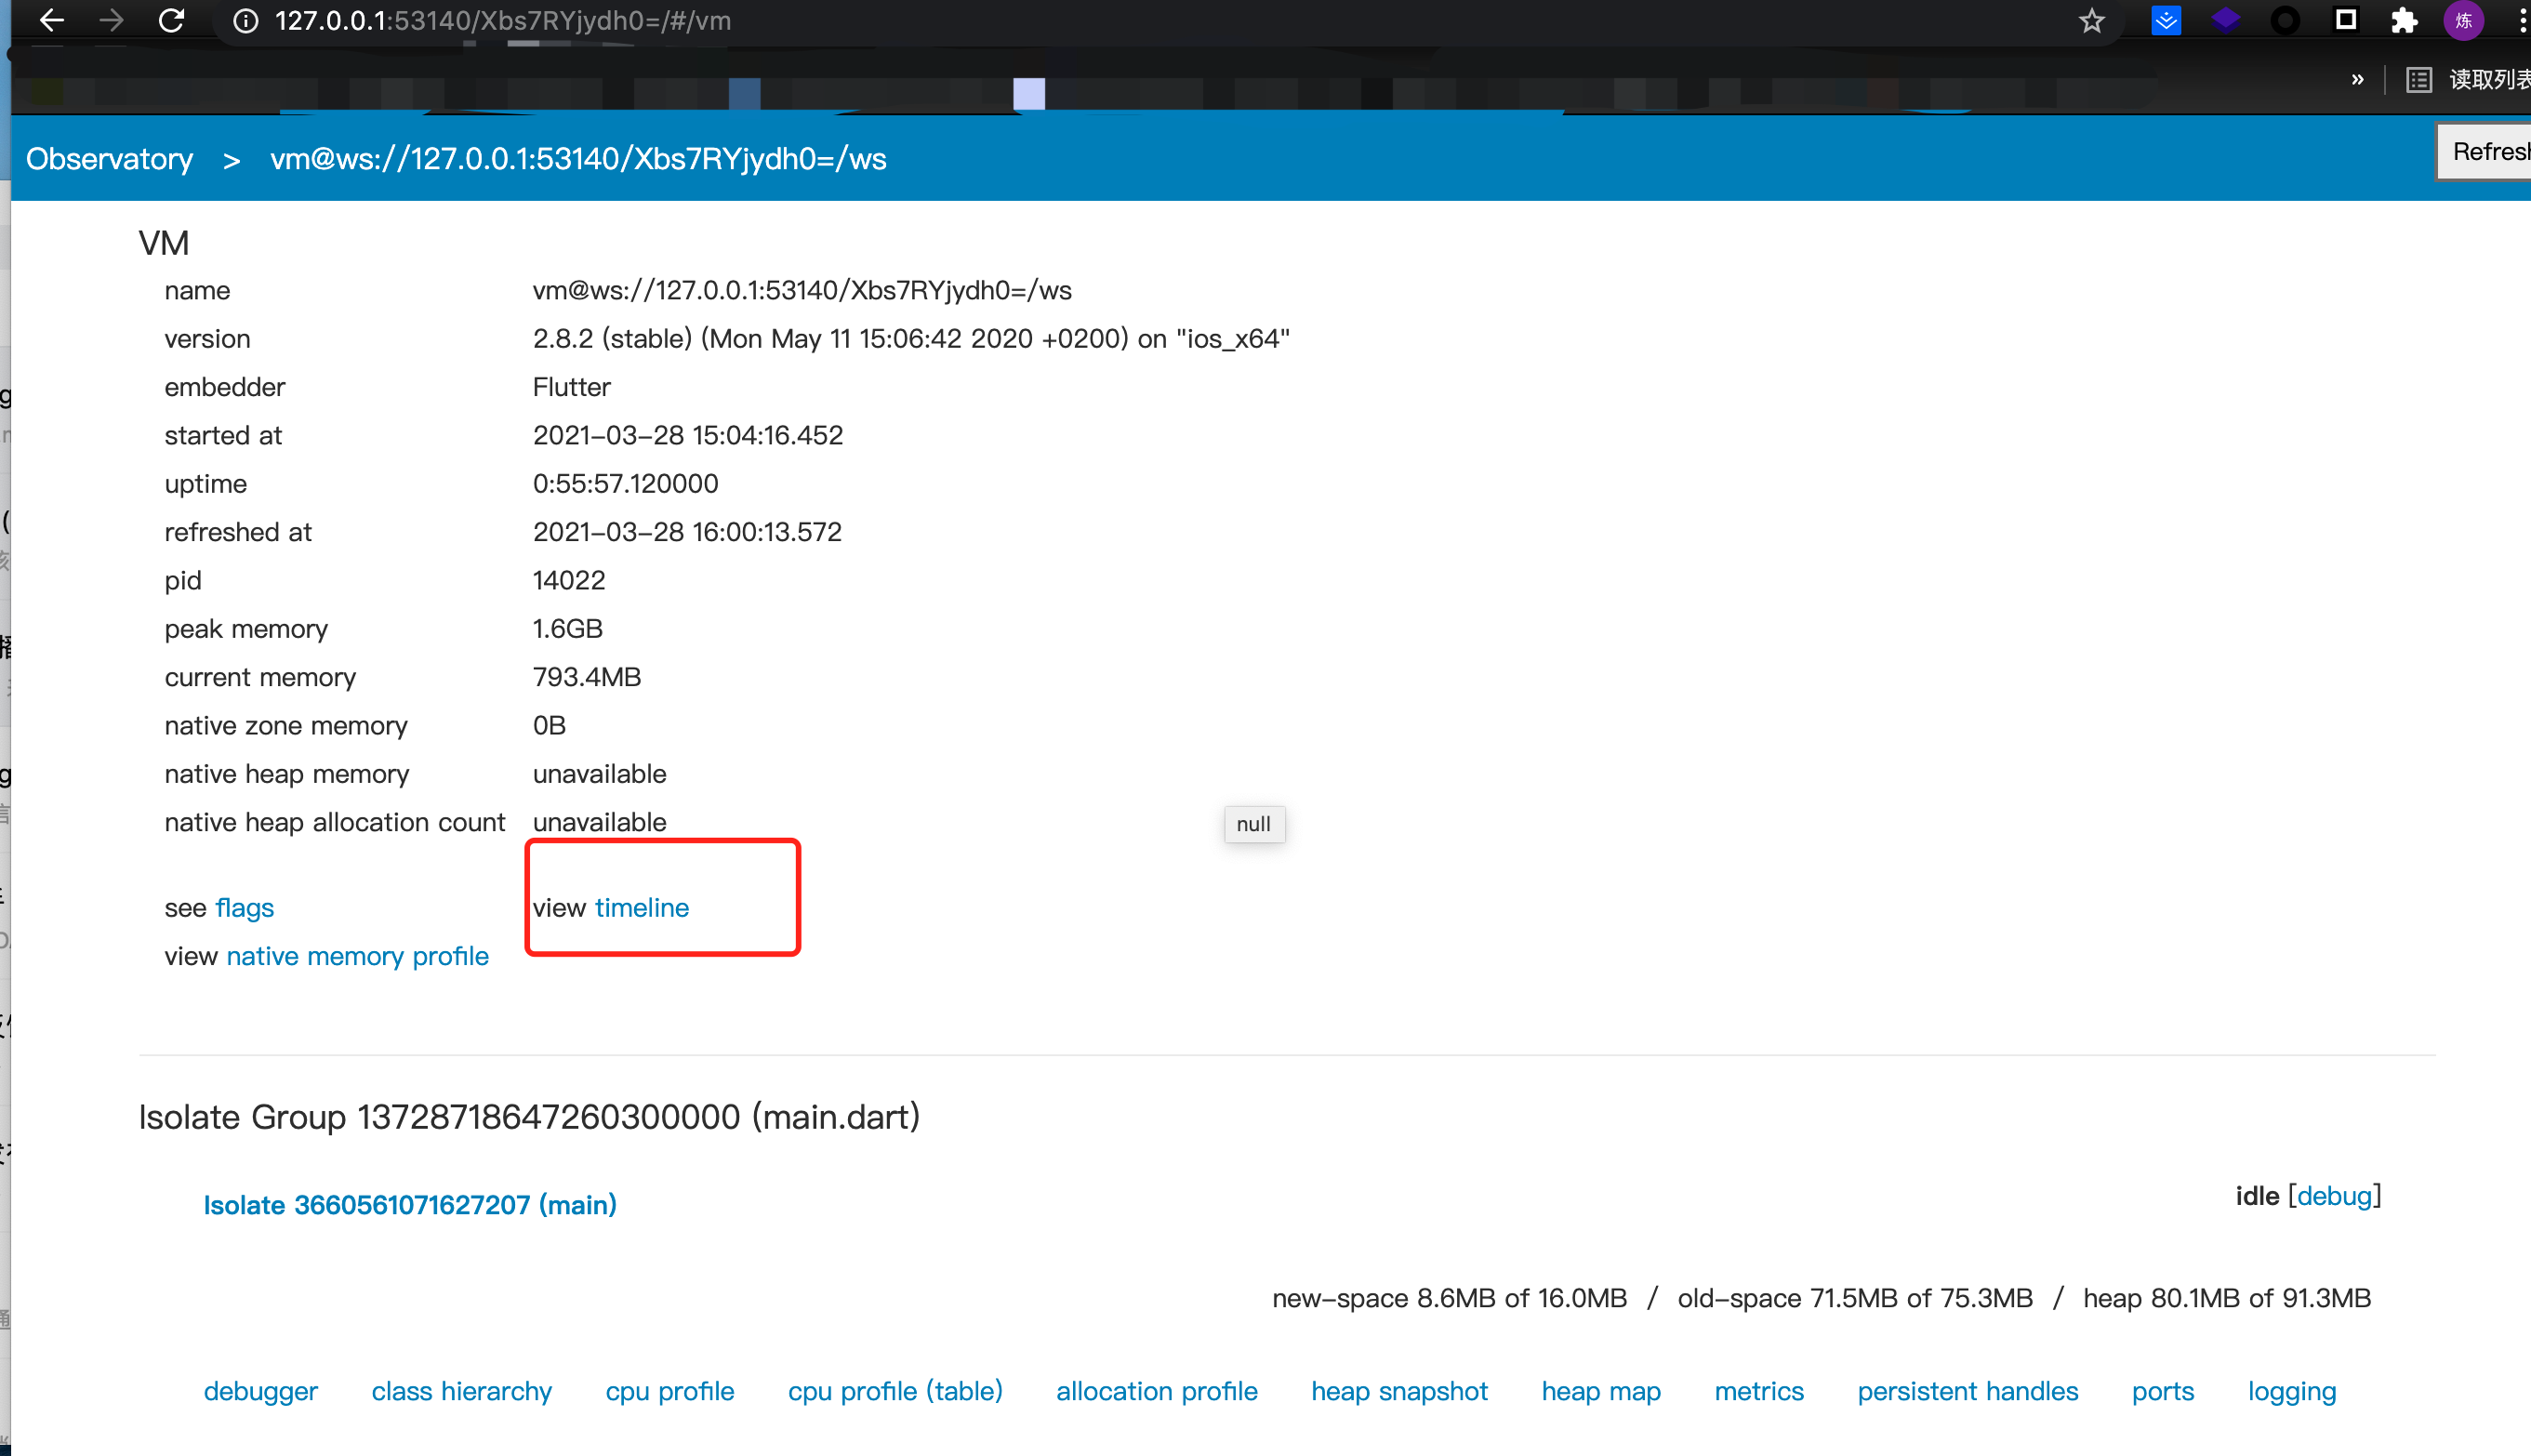 127.0.0.1:53140/Xbs7RYjydh0=/#/vm
炼
» 读取列表
Observatory > vm@ws://127.0.0.1:53140/Xbs7RYjydh0=/ws
Refresh
VM
name vm@ws://127.0.0.1:53140/Xbs7RYjydh0=/ws
version 2.8.2 (stable) (Mon May 11 15:06:42 2020 +0200) on "ios_x64"
embedder Flutter
started at 2021-03-28 15:04:16.452
uptime 0:55:57.120000
refreshed at 2021-03-28 16:00:13.572
pid 14022
peak memory 1.6GB
current memory 793.4MB
native zone memory 0B
native heap memory unavailable
native heap allocation count unavailable
null
see flags view timeline
view native memory profile
Isolate Group 13728718647260300000 (main.dart)
Isolate 3660561071627207 (main) idle [debug]
new-space 8.6MB of 16.0MB / old-space 71.5MB of 75.3MB / heap 80.1MB of 91.3MB
debugger class hierarchy cpu profile cpu profile (table) allocation profile heap snapshot heap map metrics persistent handles ports logging